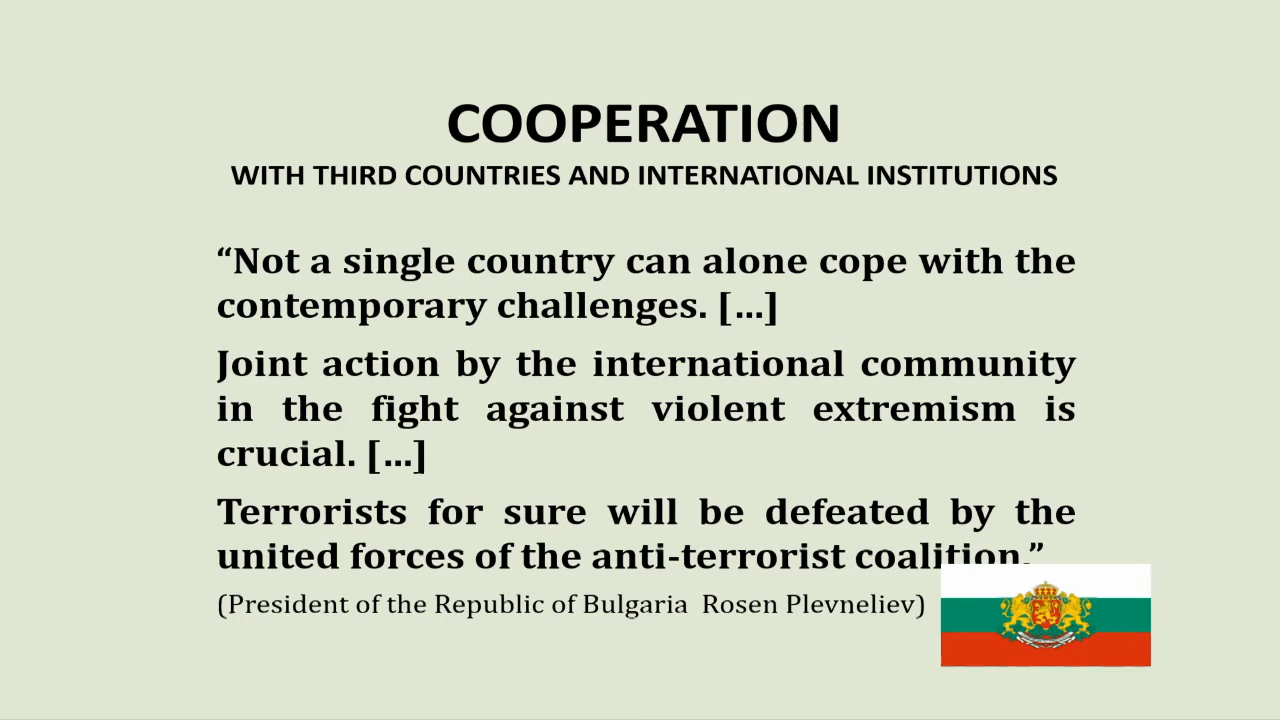 COOPERATION
WITH THIRD COUNTRIES AND INTERNATIONAL INSTITUTIONS
“Not a single country can alone cope with the
contemporary challenges. […]
Joint action by the international community
in the fight against violent extremism is
crucial. […]
Terrorists for sure will be defeated by the
united forces of the anti-terrorist coalition.”
(President of the Republic of Bulgaria Rosen Plevneliev)